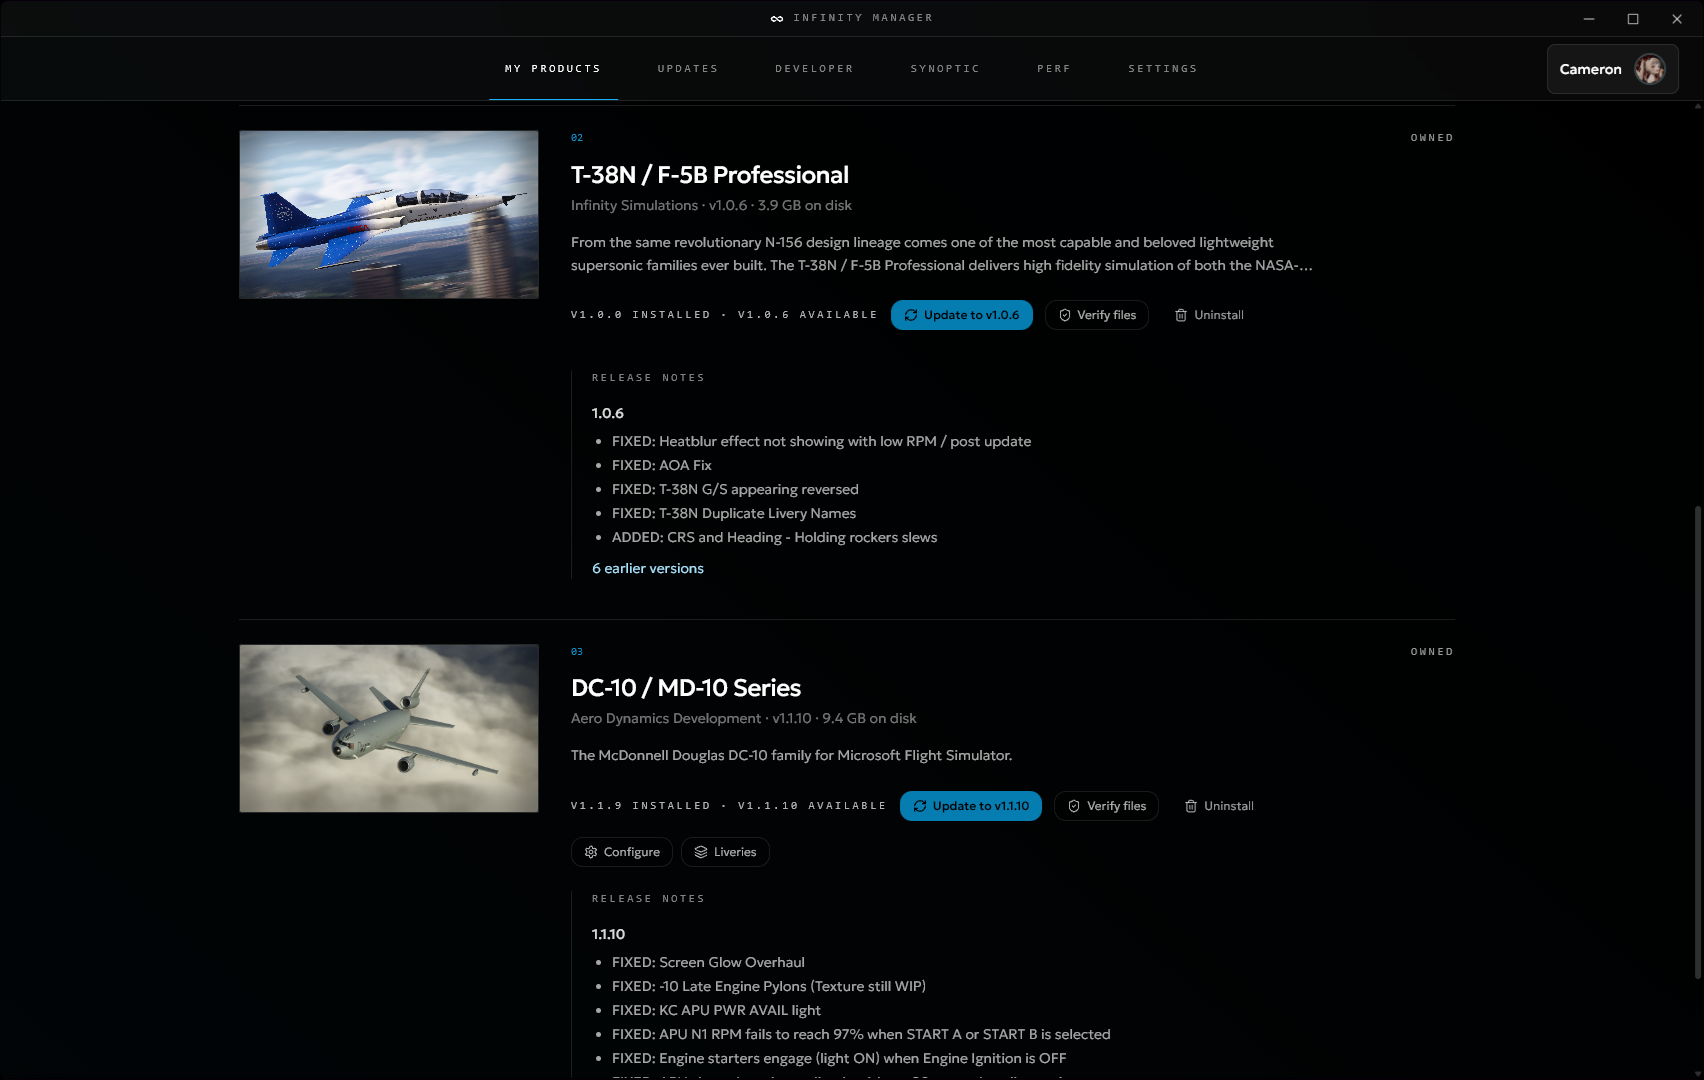 INFINITY MANAGER
MY PRODUCTS
UPDATES
DEVELOPER
SYNOPTIC
PERF
SETTINGS
Cameron
02
OWNED
T-38N / F-5B Professional
Infinity Simulations · v1.0.6 · 3.9 GB on disk
From the same revolutionary N-156 design lineage comes one of the most capable and beloved lightweight
supersonic families ever built. The T-38N / F-5B Professional delivers high fidelity simulation of both the NASA-...
V1.0.0 INSTALLED · V1.0.6 AVAILABLE
Update to v1.0.6
Verify files
Uninstall
RELEASE NOTES
1.0.6
• FIXED: Heatblur effect not showing with low RPM / post update
• FIXED: AOA Fix
• FIXED: T-38N G/S appearing reversed
• FIXED: T-38N Duplicate Livery Names
• ADDED: CRS and Heading - Holding rockers slews
6 earlier versions
03
OWNED
DC-10 / MD-10 Series
Aero Dynamics Development · v1.1.10 · 9.4 GB on disk
The McDonnell Douglas DC-10 family for Microsoft Flight Simulator.
V1.1.9 INSTALLED · V1.1.10 AVAILABLE
Update to v1.1.10
Verify files
Uninstall
Configure
Liveries
RELEASE NOTES
1.1.10
• FIXED: Screen Glow Overhaul
• FIXED: -10 Late Engine Pylons (Texture still WIP)
• FIXED: KC APU PWR AVAIL light
• FIXED: APU N1 RPM fails to reach 97% when START A or START B is selected
• FIXED: Engine starters engage (light ON) when Engine Ignition is OFF